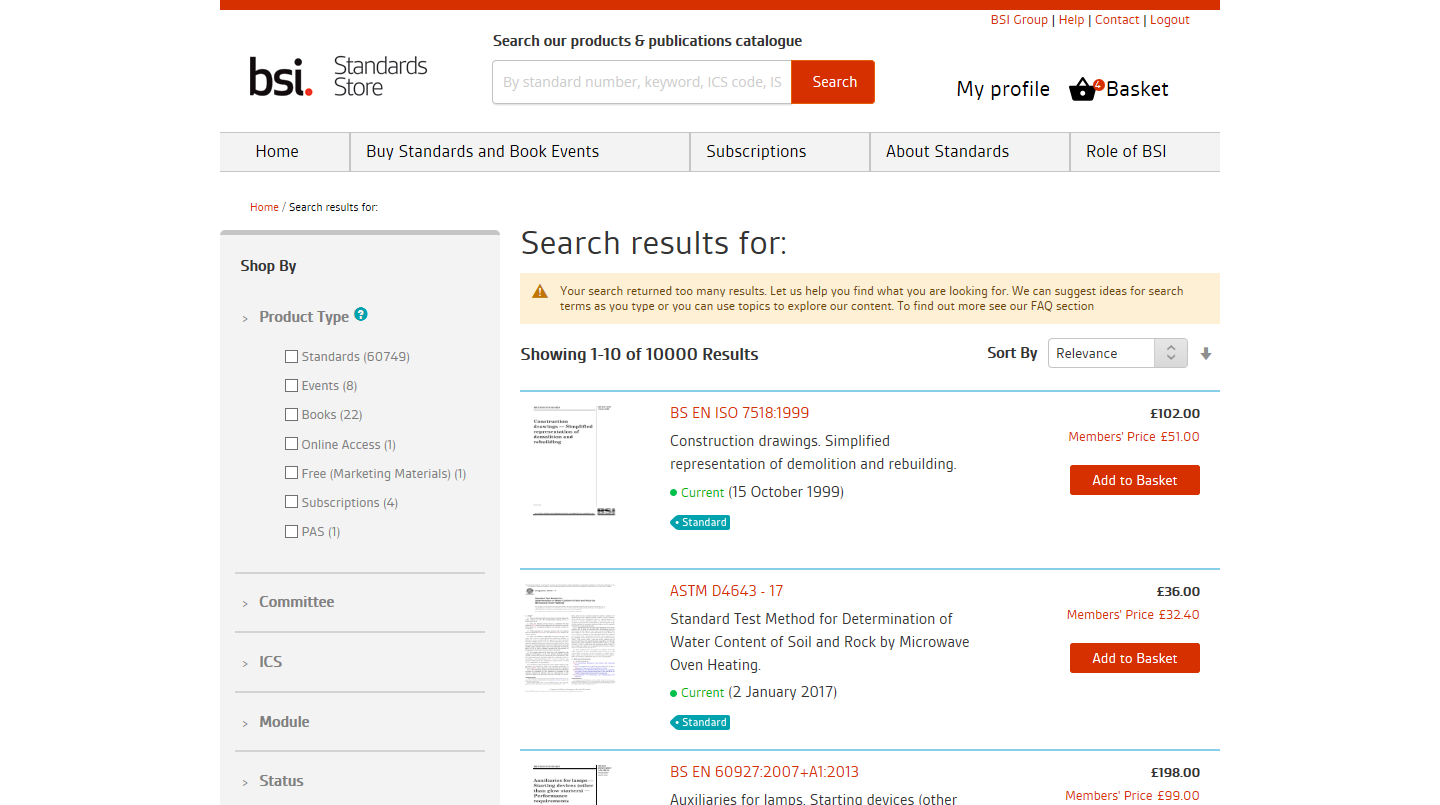 BSI Group | Help | Contact | Logout
Search our products & publications catalogue
bsi. Standards Store
By standard number, keyword, ICS code, IS
Search
My profile
4
Basket
Home
Buy Standards and Book Events
Subscriptions
About Standards
Role of BSI
Home / Search results for:
Shop By
> Product Type ?
Standards (60749)
Events (8)
Books (22)
Online Access (1)
Free (Marketing Materials) (1)
Subscriptions (4)
PAS (1)
> Committee
> ICS
> Module
> Status
Search results for:
Your search returned too many results. Let us help you find what you are looking for. We can suggest ideas for search
terms as you type or you can use topics to explore our content. To find out more see our FAQ section
Showing 1-10 of 10000 Results
Sort By
Relevance
Construction
drawings — Simplified
representation of
demolition and
rebuilding
BSI
BS EN ISO 7518:1999
Construction drawings. Simplified
representation of demolition and rebuilding.
Current (15 October 1999)
Standard
£102.00
Members' Price £51.00
Add to Basket
ASTM D4643 - 17
Standard Test Method for Determination of
Water Content of Soil and Rock by Microwave
Oven Heating.
Current (2 January 2017)
Standard
£36.00
Members' Price £32.40
Add to Basket
Auxiliaries for lamps —
Starting devices (other
than glow starters) —
Performance
requirements
BS EN 60927:2007+A1:2013
Auxiliaries for lamps. Starting devices (other
£198.00
Members' Price £99.00